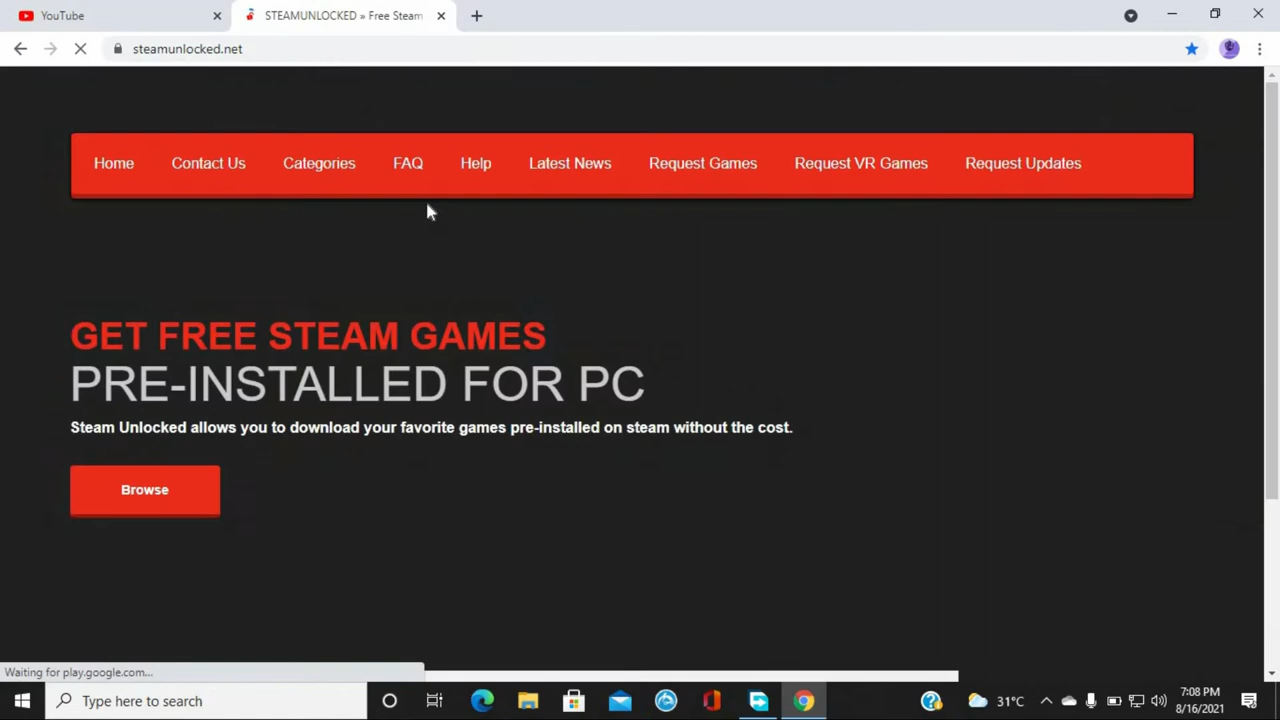 YouTube
STEAMUNLOCKED » Free Steam
steamunlocked.net
Home Contact Us Categories FAQ Help Latest News Request Games Request VR Games Request Updates
GET FREE STEAM GAMES
PRE-INSTALLED FOR PC
Steam Unlocked allows you to download your favorite games pre-installed on steam without the cost.
Browse
Waiting for play.google.com...
Type here to search
31°C
7:08 PM
8/16/2021